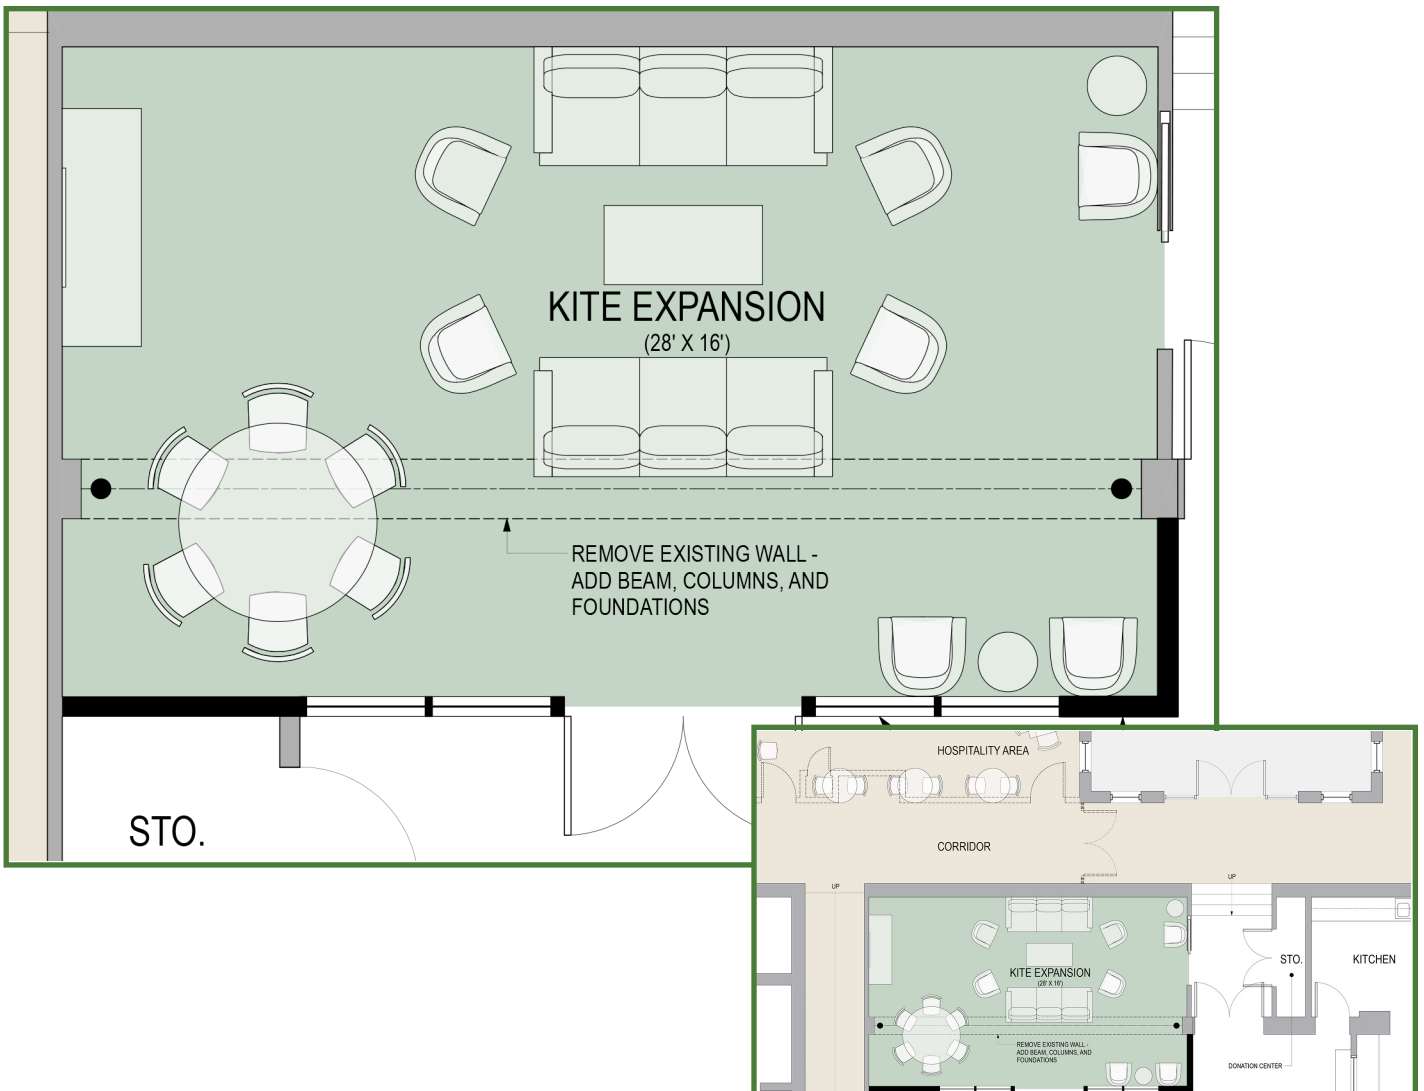 KITE EXPANSION
(28' X 16')
REMOVE EXISTING WALL -
ADD BEAM, COLUMNS, AND
FOUNDATIONS
STO.
HOSPITALITY AREA
CORRIDOR
UP
UP
KITE EXPANSION
(28' X 16')
STO.
KITCHEN
REMOVE EXISTING WALL -
ADD BEAM, COLUMNS, AND
FOUNDATIONS
DONATION CENTER